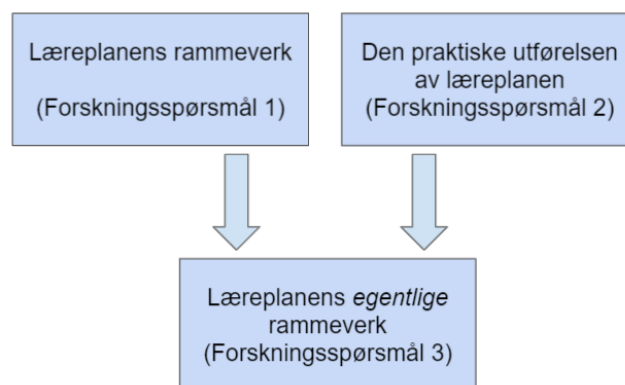 Læreplanens rammeverk
(Forskningsspørsmål 1)
Den praktiske utførelsen
av læreplanen
(Forskningsspørsmål 2)
Læreplanens egentlige
rammeverk
(Forskningsspørsmål 3)